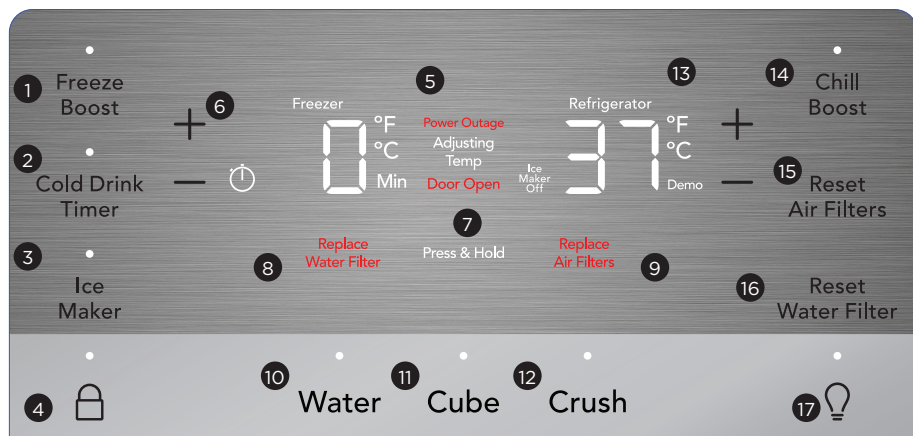 1
Freeze
Boost
2
Cold Drink
Timer
3
Ice
Maker
4
6
+
−
5
Freezer
0
°F
°C
Min
Power Outage
Adjusting
Temp
Door Open
7
Press & Hold
Refrigerator
Ice
Maker
Off
37
°F
°C
Demo
13
+
−
8
Replace
Water Filter
Replace
Air Filters
9
14
Chill
Boost
15
Reset
Air Filters
16
Reset
Water Filter
10
Water
11
Cube
12
Crush
17